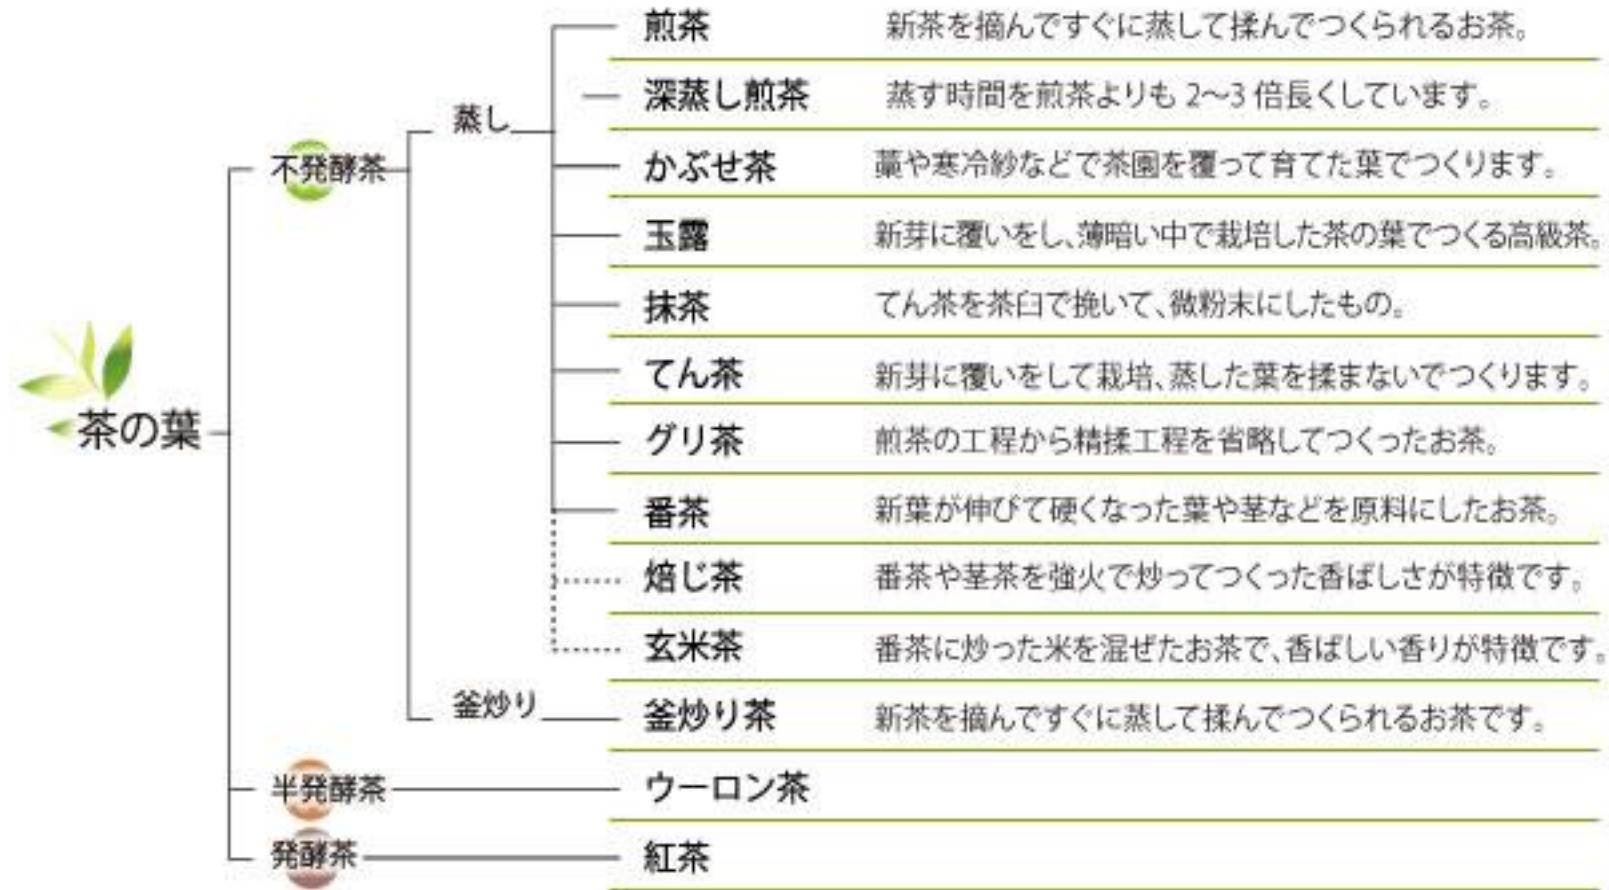 煎茶 新茶を摘んですぐに蒸して揉んでつくられるお茶。
深蒸し煎茶 蒸す時間を煎茶よりも 2〜3 倍長くしています。
蒸し
不発酵茶
かぶせ茶 藁や寒冷紗などで茶園を覆って育てた葉でつくります。
玉露 新芽に覆いをし、薄暗い中で栽培した茶の葉でつくる高級茶。
抹茶 てん茶を茶臼で挽いて、微粉末にしたもの。
てん茶 新芽に覆いをして栽培、蒸した葉を揉まないでつくります。
茶の葉
グリ茶 煎茶の工程から精揉工程を省略してつくったお茶。
番茶 新葉が伸びて硬くなった葉や茎などを原料にしたお茶。
焙じ茶 番茶や茎茶を強火で炒ってつくった香ばしさが特徴です。
玄米茶 番茶に炒った米を混ぜたお茶で、香ばしい香りが特徴です。
釜炒り
釜炒り茶 新茶を摘んですぐに蒸して揉んでつくられるお茶です。
半発酵茶 ウーロン茶
発酵茶 紅茶